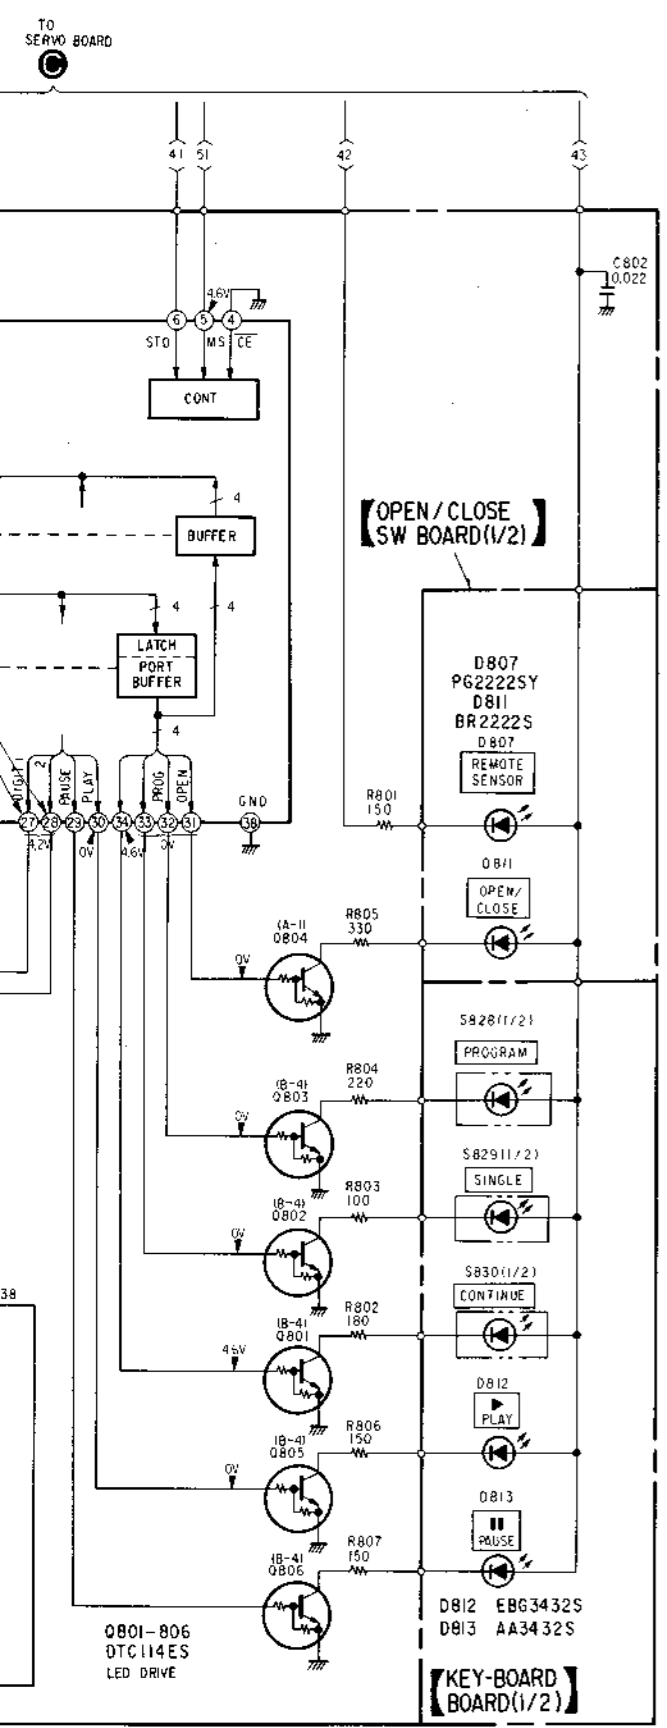 TO
SERVO BOARD
C
41
51
42
43
C802
0.022
4.6V
6
5
4
STO
MS
CE
CONT
4
BUFFER
【OPEN/CLOSE
SW BOARD(1/2)】
4
4
LATCH
PORT
BUFFER
4
D807
PG2222SY
D811
BR2222S
D807
REMOTE
SENSOR
DIGIT1
2
PAUSE
PLAY
PROG
OPEN
GND
27
28
29
30
34
33
32
31
38
4.2V
0V
4.6V
0V
R801
150
D811
OPEN/
CLOSE
(A-1)
Q804
R805
330
0V
S828(1/2)
PROGRAM
(B-4)
Q803
R804
220
0V
S829(1/2)
SINGLE
(B-4)
Q802
R803
100
0V
S830(1/2)
CONTINUE
38
(B-4)
Q801
R802
180
4.6V
D812
PLAY
(B-4)
Q805
R806
150
0V
D813
PAUSE
(B-4)
Q806
R807
150
D812 EBG3432S
D813 AA3432S
Q801-806
DTC114ES
LED DRIVE
【KEY-BOARD
BOARD(1/2)】